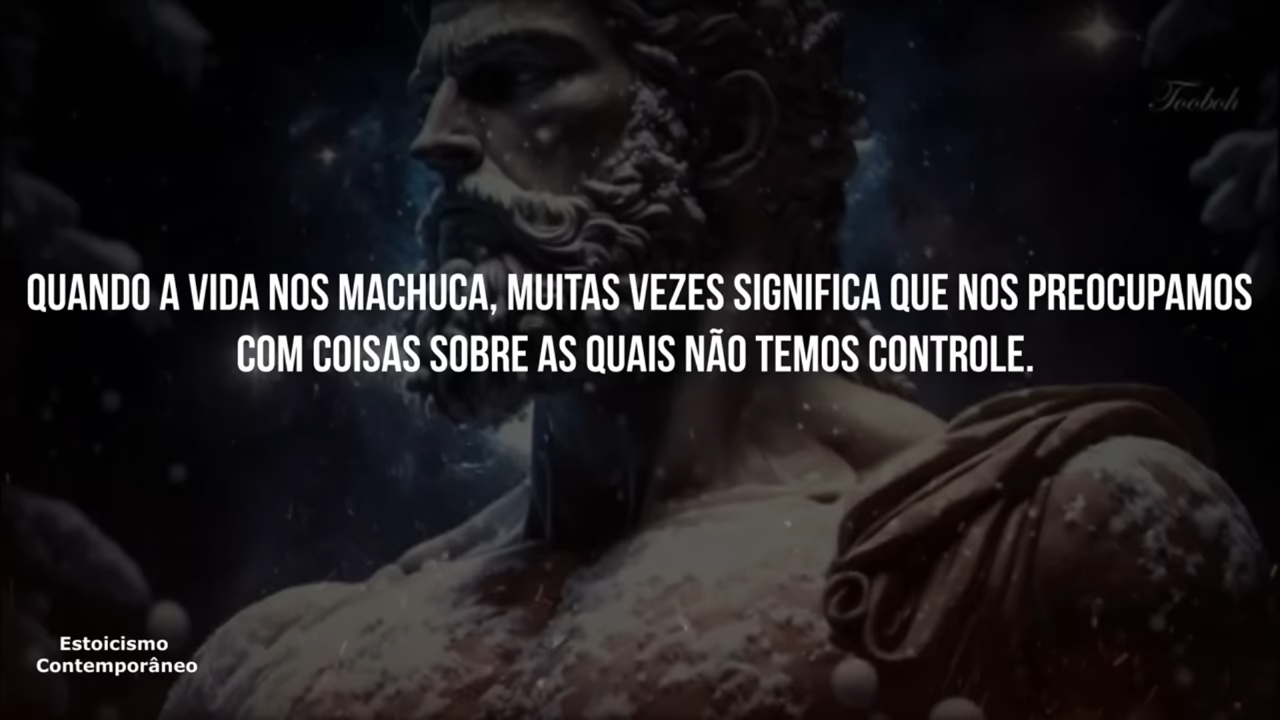 Tooboh
QUANDO A VIDA NOS MACHUCA, MUITAS VEZES SIGNIFICA QUE NOS PREOCUPAMOS
COM COISAS SOBRE AS QUAIS NÃO TEMOS CONTROLE.
Estoicismo
Contemporâneo